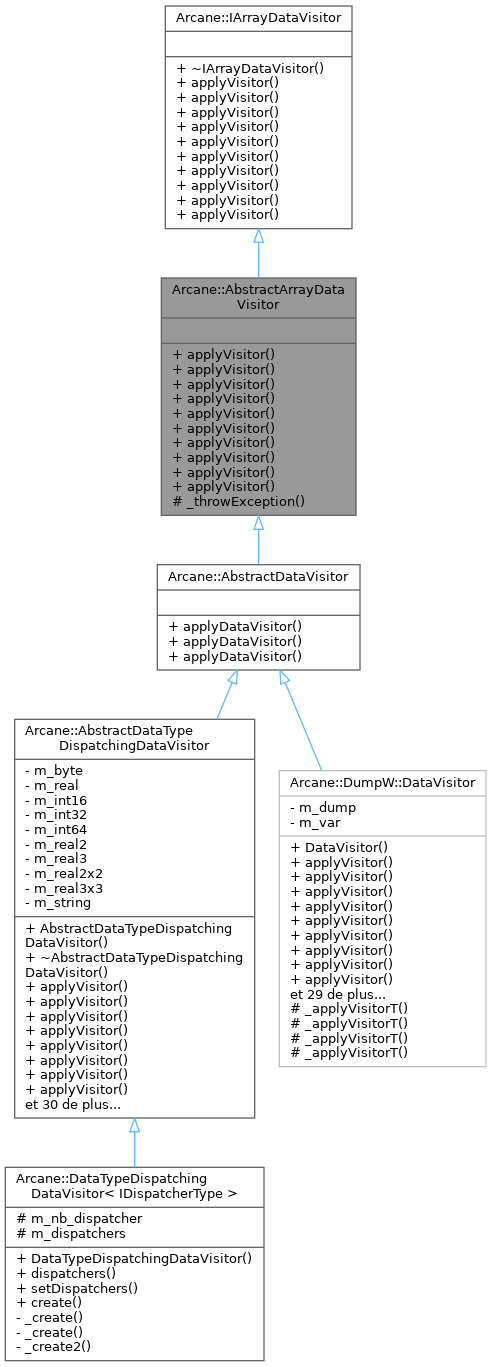 Arcane::IArrayDataVisitor
+ ~IArrayDataVisitor()
+ applyVisitor()
+ applyVisitor()
+ applyVisitor()
+ applyVisitor()
+ applyVisitor()
+ applyVisitor()
+ applyVisitor()
+ applyVisitor()
+ applyVisitor()
+ applyVisitor()
Arcane::AbstractArrayData
Visitor
+ applyVisitor()
+ applyVisitor()
+ applyVisitor()
+ applyVisitor()
+ applyVisitor()
+ applyVisitor()
+ applyVisitor()
+ applyVisitor()
+ applyVisitor()
+ applyVisitor()
# _throwException()
Arcane::AbstractDataVisitor
+ applyDataVisitor()
+ applyDataVisitor()
+ applyDataVisitor()
Arcane::AbstractDataType
DispatchingDataVisitor
- m_byte
- m_real
- m_int16
- m_int32
- m_int64
- m_real2
- m_real3
- m_real2x2
- m_real3x3
- m_string
+ AbstractDataTypeDispatching
DataVisitor()
+ ~AbstractDataTypeDispatching
DataVisitor()
+ applyVisitor()
+ applyVisitor()
+ applyVisitor()
+ applyVisitor()
+ applyVisitor()
+ applyVisitor()
+ applyVisitor()
+ applyVisitor()
et 30 de plus...
Arcane::DumpW::DataVisitor
- m_dump
- m_var
+ DataVisitor()
+ applyVisitor()
+ applyVisitor()
+ applyVisitor()
+ applyVisitor()
+ applyVisitor()
+ applyVisitor()
+ applyVisitor()
+ applyVisitor()
+ applyVisitor()
et 29 de plus...
# _applyVisitorT()
# _applyVisitorT()
# _applyVisitorT()
# _applyVisitorT()
Arcane::DataTypeDispatching
DataVisitor< IDispatcherType >
# m_nb_dispatcher
# m_dispatchers
+ DataTypeDispatchingDataVisitor()
+ dispatchers()
+ setDispatchers()
+ create()
- _create()
- _create()
- _create2()